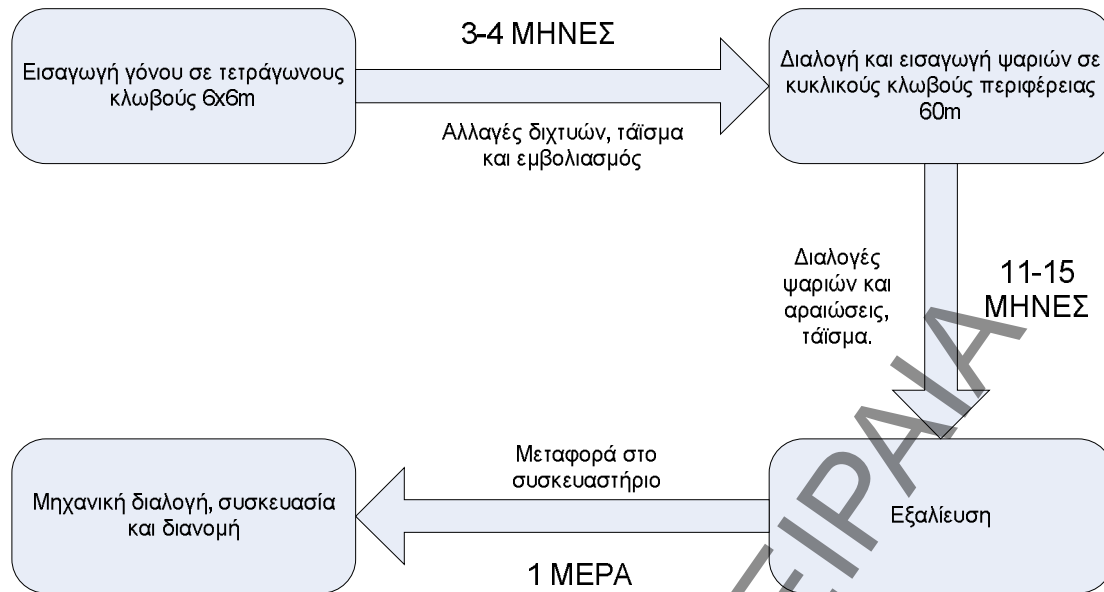 Εισαγωγή γόνου σε τετράγωνους
κλωβούς 6x6m
3-4 ΜΗΝΕΣ
Αλλαγές διχτυών, τάϊσμα
και εμβολιασμός
Διαλογή και εισαγωγή ψαριών σε
κυκλικούς κλωβούς περιφέρειας
60m
Διαλογές
ψαριών και
αραιώσεις,
τάϊσμα.
11-15
ΜΗΝΕΣ
Εξαλίευση
Μεταφορά στο
συσκευαστήριο
1 ΜΕΡΑ
Μηχανική διαλογή, συσκευασία
και διανομή
ΕΙΡΑΙΑ